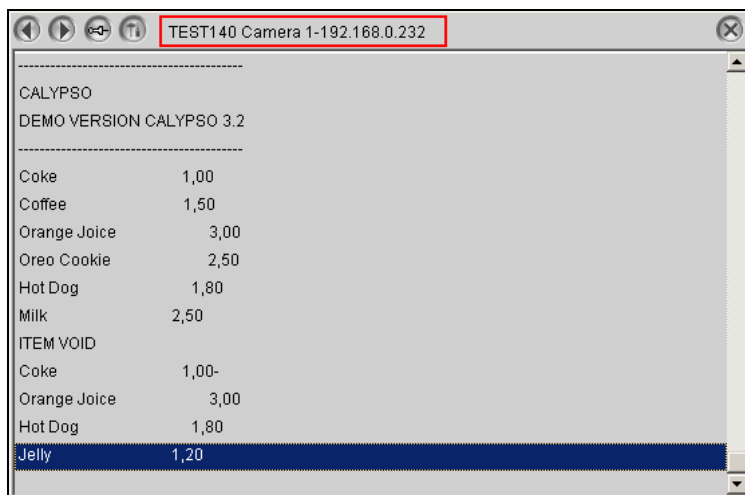 TEST140 Camera 1-192.168.0.232
------------------------------------------
CALYPSO
DEMO VERSION CALYPSO 3.2
------------------------------------------
Coke 1,00
Coffee 1,50
Orange Joice 3,00
Oreo Cookie 2,50
Hot Dog 1,80
Milk 2,50
ITEM VOID
Coke 1,00-
Orange Joice 3,00
Hot Dog 1,80
Jelly 1,20